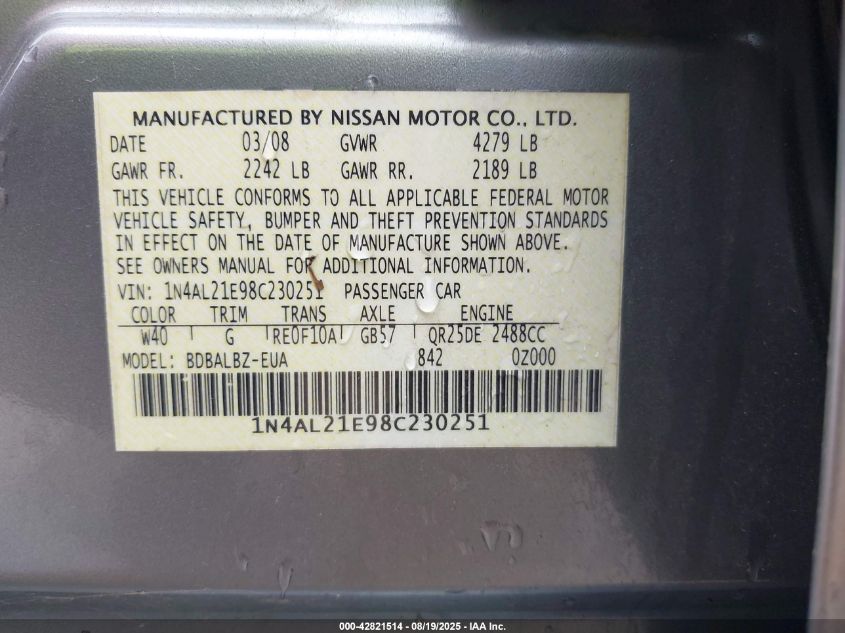 MANUFACTURED BY NISSAN MOTOR CO., LTD.
DATE 03/08 GVWR 4279 LB
GAWR FR. 2242 LB GAWR RR. 2189 LB
THIS VEHICLE CONFORMS TO ALL APPLICABLE FEDERAL MOTOR
VEHICLE SAFETY, BUMPER AND THEFT PREVENTION STANDARDS
IN EFFECT ON THE DATE OF MANUFACTURE SHOWN ABOVE.
SEE OWNERS MANUAL FOR ADDITIONAL INFORMATION.
VIN: 1N4AL21E98C230251 PASSENGER CAR
COLOR TRIM TRANS AXLE ENGINE
W40 G RE0F10A GB57 QR25DE 2488CC
MODEL: BDBALBZ-EUA 842 0Z000
1N4AL21E98C230251
000-42821514 - 08/19/2025 - IAA Inc.